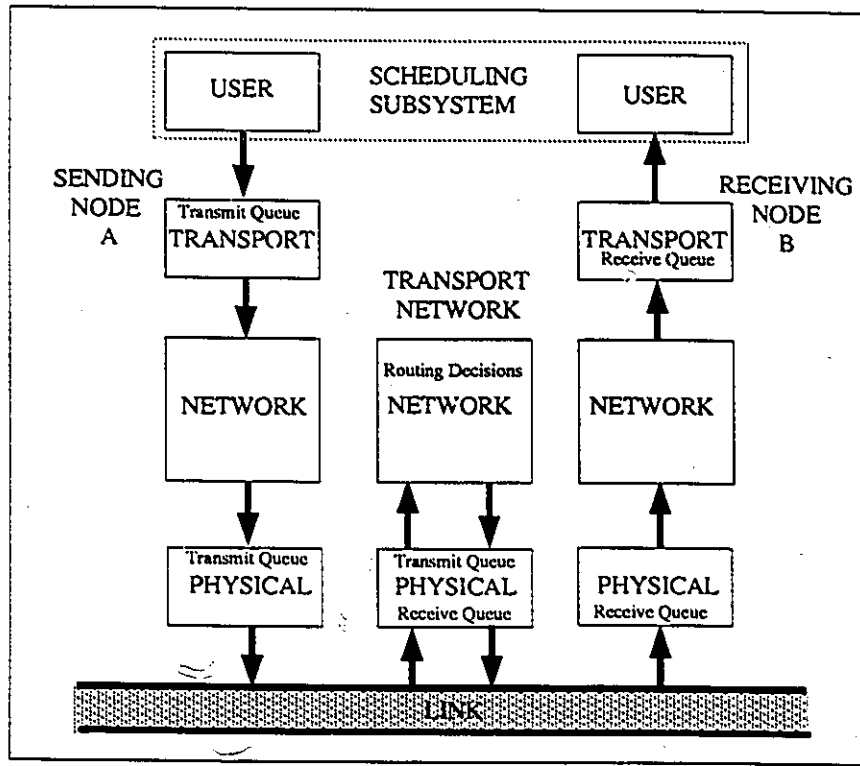 USER
SCHEDULING
SUBSYSTEM
USER
SENDING
NODE
A
RECEIVING
NODE
B
Transmit Queue
TRANSPORT
TRANSPORT
Receive Queue
TRANSPORT
NETWORK
NETWORK
Routing Decisions
NETWORK
NETWORK
Transmit Queue
PHYSICAL
Transmit Queue
PHYSICAL
Receive Queue
PHYSICAL
Receive Queue
LINK